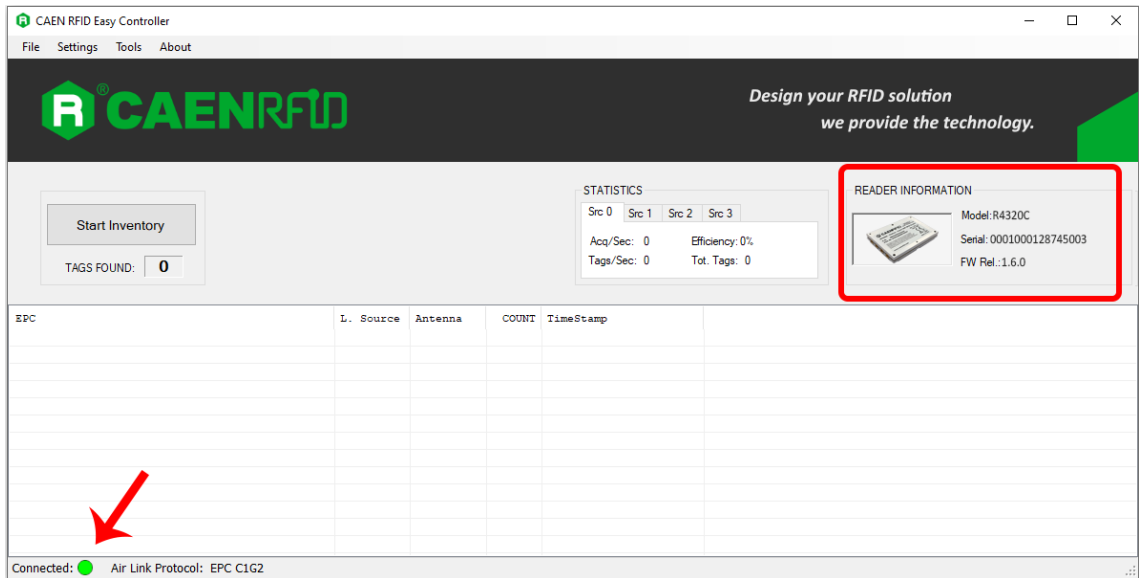 CAEN RFID Easy Controller
File Settings Tools About
R®CAENRFID
Design your RFID solution
we provide the technology.
Start Inventory
TAGS FOUND: 0
STATISTICS
Src 0 Src 1 Src 2 Src 3
Acq/Sec: 0 Efficiency: 0%
Tags/Sec: 0 Tot. Tags: 0
READER INFORMATION
Model:R4320C
Serial: 0001000128745003
FW Rel.:1.6.0
EPC L. Source Antenna COUNT TimeStamp
Connected: Air Link Protocol: EPC C1G2